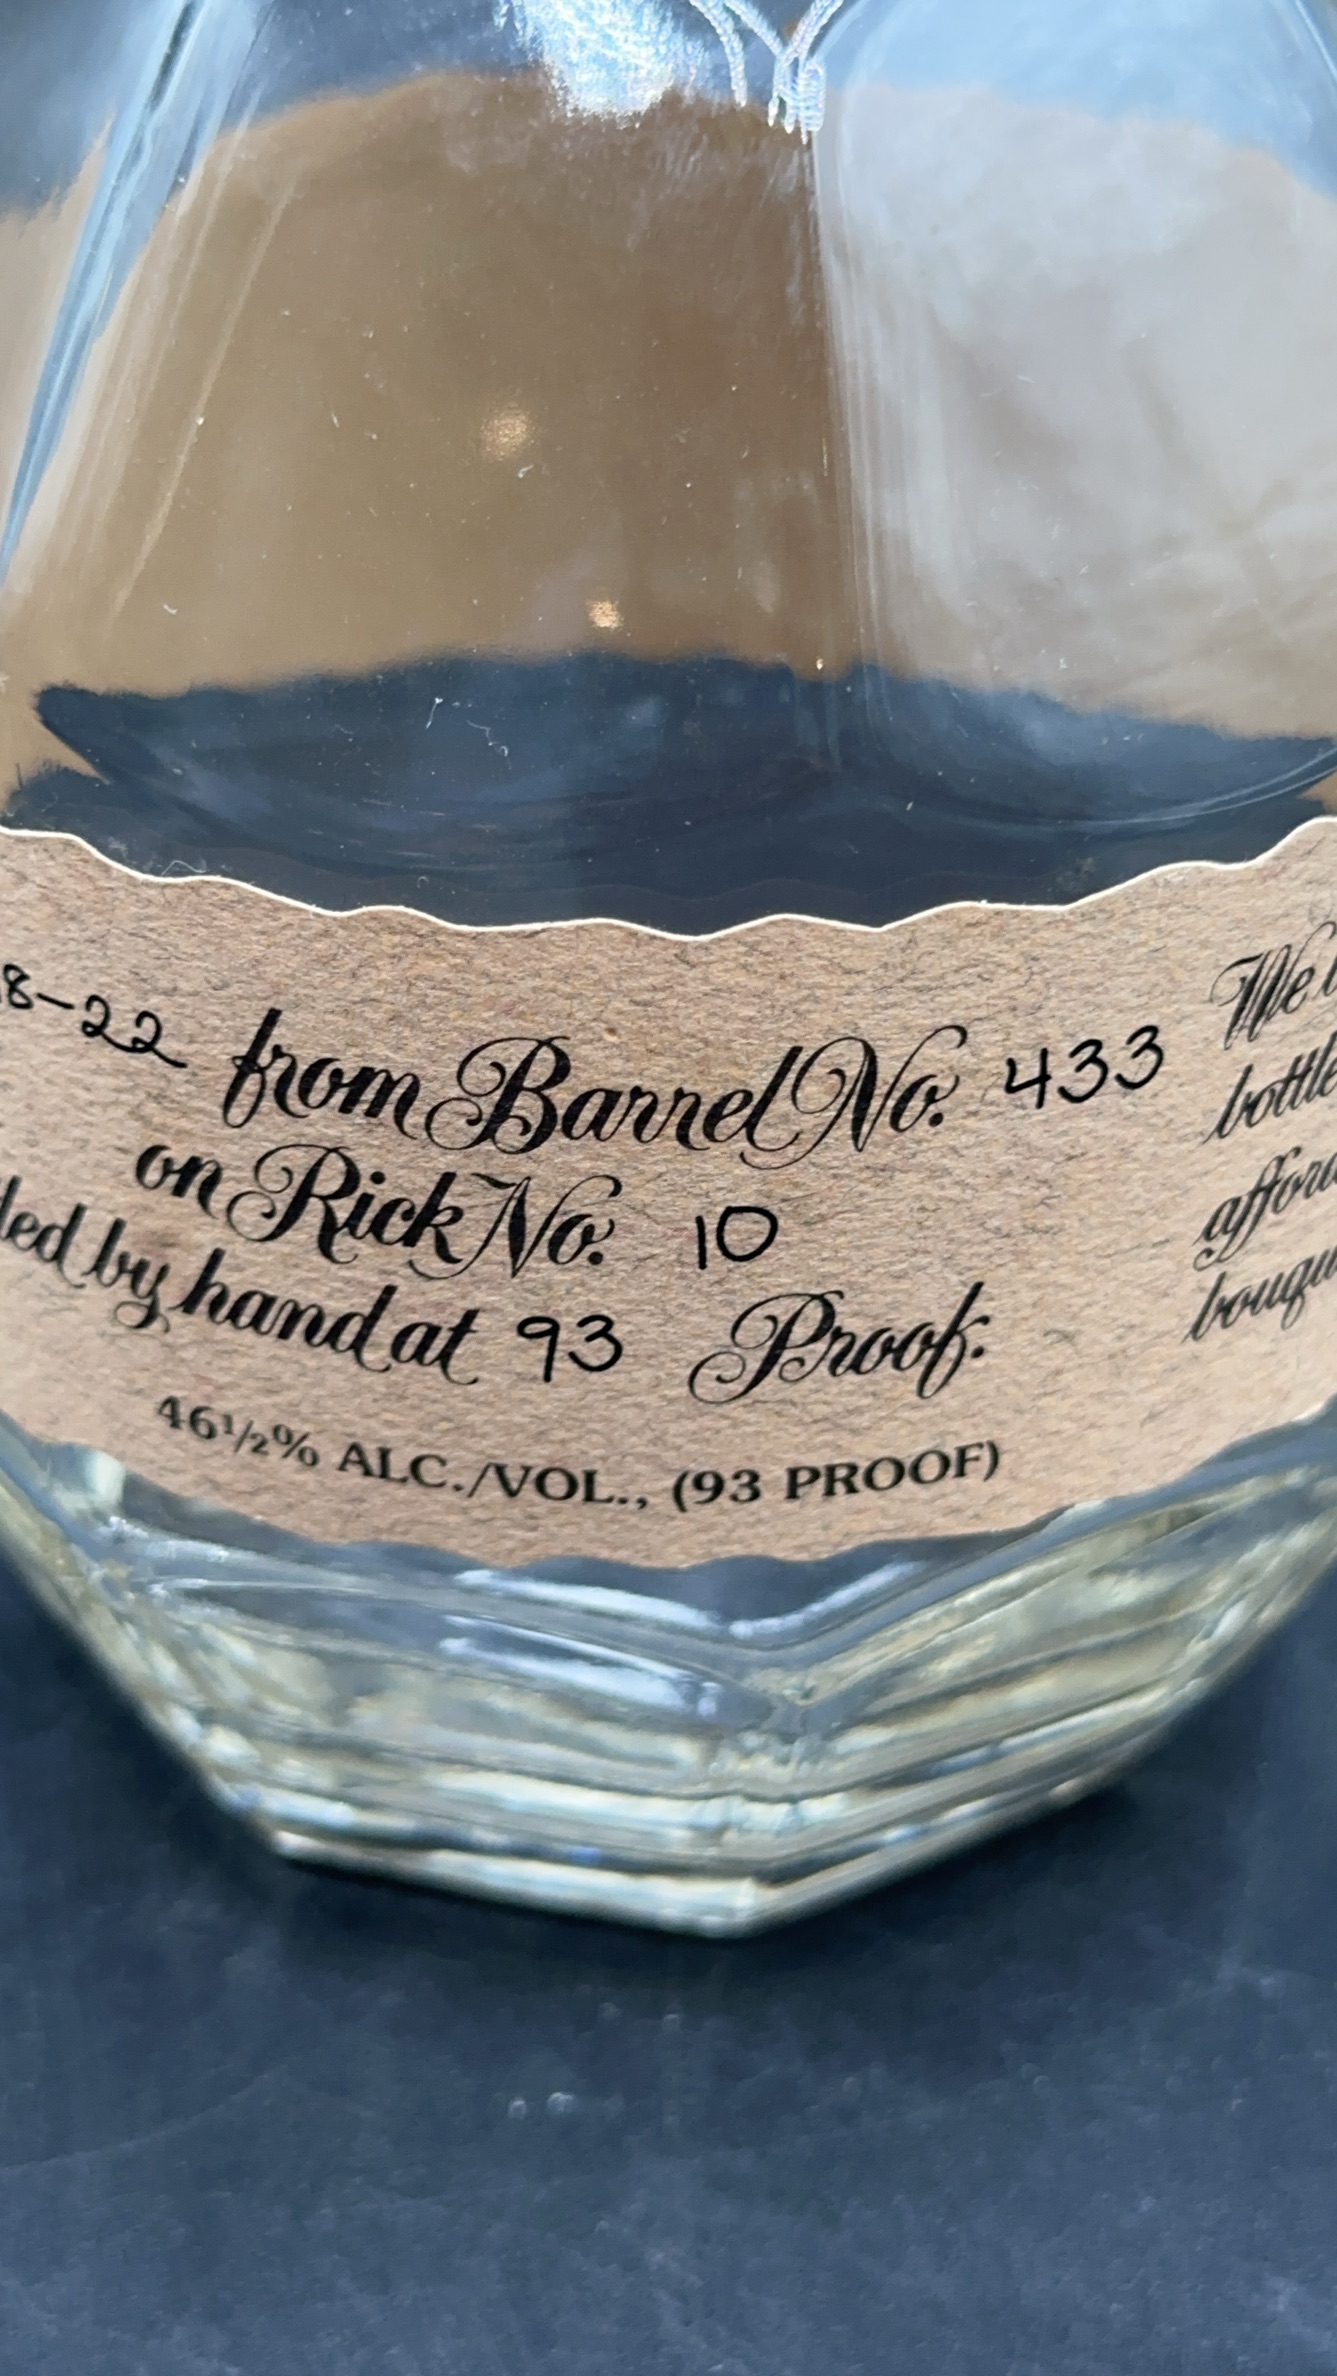 8-22 from Barrel No. 433
on Rick No. 10
led by hand at 93 Proof.
46½% ALC./VOL., (93 PROOF)
We
bottle
afford
bouqu